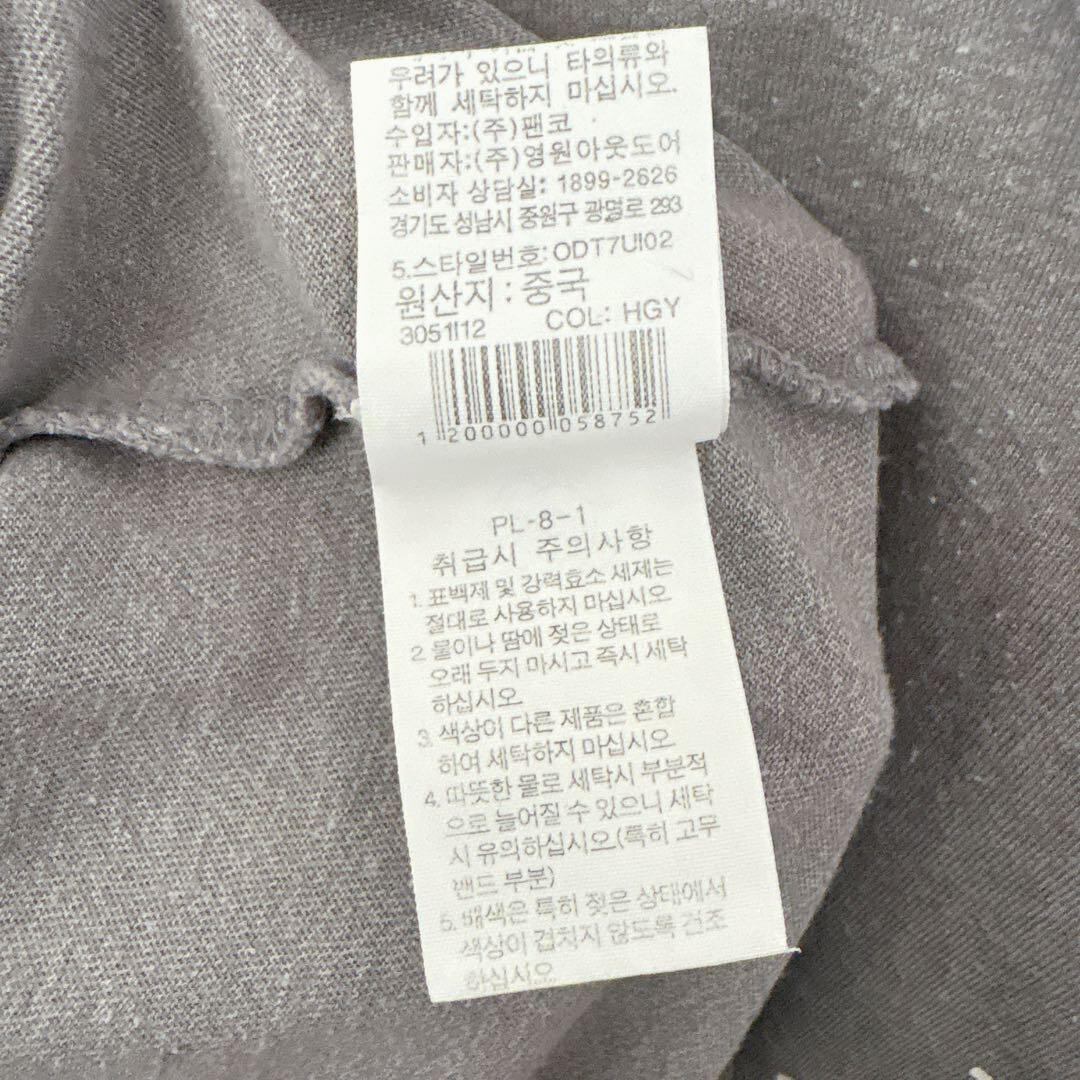 우려가 있으니 타의류와
함께 세탁하지 마십시오.
수입자:(주)팬코
판매자:(주)영원아웃도어
소비자 상담실: 1899-2626
경기도 성남시 중원구 광명로 293
5.스타일번호: ODT7UI02
원산지 : 중국
3051112 COL: HGY
1 200000 058752
PL-8-1
취급시 주의사항
1. 표백제 및 강력효소 세제는
절대로 사용하지 마십시오
2. 물이나 땀에 젖은 상태로
오래 두지 마시고 즉시 세탁
하십시오
3. 색상이 다른 제품은 혼합
하여 세탁하지 마십시오
4. 따뜻한 물로 세탁시 부분적
으로 늘어질 수 있으니 세탁
시 유의하십시오(특히 고무
밴드 부분)
5. 배색은 특히 젖은 상태에서
색상이 겹치지 않도록 건조
하십시오